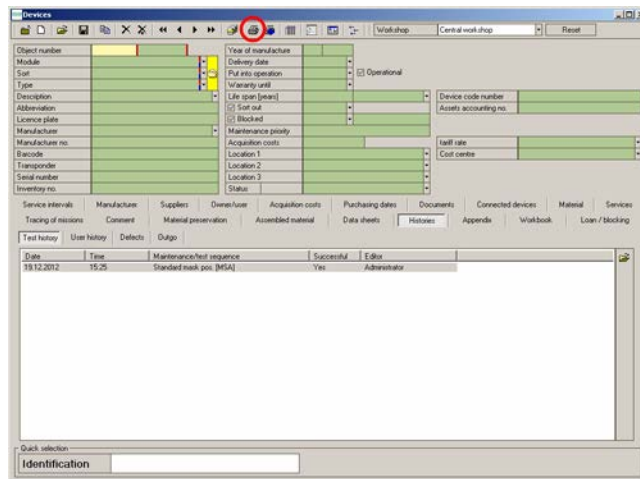 Devices
Workshop Central workshop Reset
Object number Year of manufacture
Module Delivery date
Sort Put into operation Operational
Type Warranty until
Description Life span [years] Device code number
Abbreviation Sort out Assets accounting no.
Licence plate Blocked
Manufacturer Maintenance priority
Manufacturer no. Acquisition costs tariff rate
Barcode Location 1 Cost centre
Transponder Location 2
Serial number Location 3
Inventory no. Status
Service intervals Manufacturer Suppliers Owner/user Acquisition costs Purchasing dates Documents Connected devices Material Services
Tracing of missions Comment Material preservation Assembled material Data sheets Histories Appendix Workbook Loan / blocking
Test history User history Defects Outgo
Date Time Maintenance/test sequence Successful Editor
19.12.2012 15:25 Standard mask pos. [MSA] Yes Administrator
Quick selection
Identification